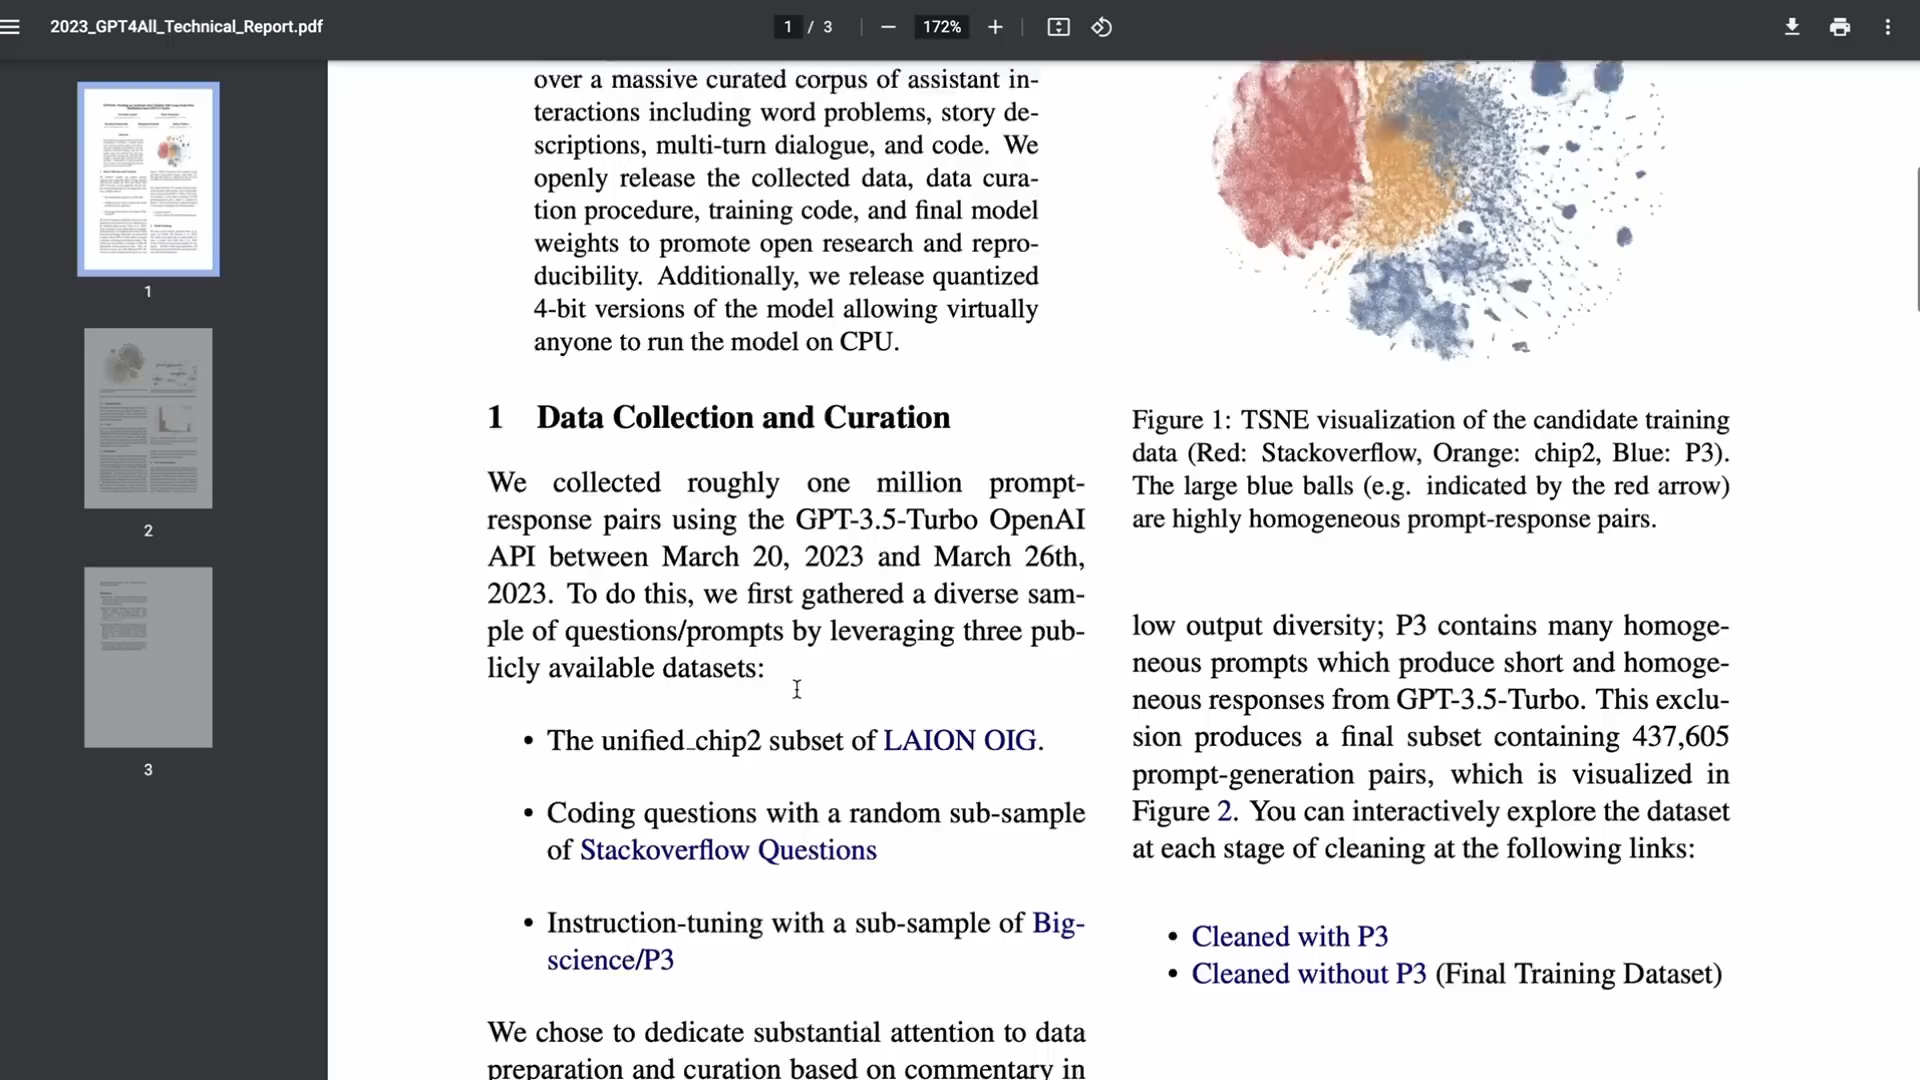 2023_GPT4All_Technical_Report.pdf
1 / 3
172%
1
2
3
over a massive curated corpus of assistant in-
teractions including word problems, story de-
scriptions, multi-turn dialogue, and code. We
openly release the collected data, data cura-
tion procedure, training code, and final model
weights to promote open research and repro-
ducibility. Additionally, we release quantized
4-bit versions of the model allowing virtually
anyone to run the model on CPU.
1 Data Collection and Curation
We collected roughly one million prompt-
response pairs using the GPT-3.5-Turbo OpenAI
API between March 20, 2023 and March 26th,
2023. To do this, we first gathered a diverse sam-
ple of questions/prompts by leveraging three pub-
licly available datasets:
• The unified_chip2 subset of LAION OIG.
• Coding questions with a random sub-sample
of Stackoverflow Questions
• Instruction-tuning with a sub-sample of Big-
science/P3
We chose to dedicate substantial attention to data
preparation and curation based on commentary in
Figure 1: TSNE visualization of the candidate training
data (Red: Stackoverflow, Orange: chip2, Blue: P3).
The large blue balls (e.g. indicated by the red arrow)
are highly homogeneous prompt-response pairs.
low output diversity; P3 contains many homoge-
neous prompts which produce short and homoge-
neous responses from GPT-3.5-Turbo. This exclu-
sion produces a final subset containing 437,605
prompt-generation pairs, which is visualized in
Figure 2. You can interactively explore the dataset
at each stage of cleaning at the following links:
• Cleaned with P3
• Cleaned without P3 (Final Training Dataset)